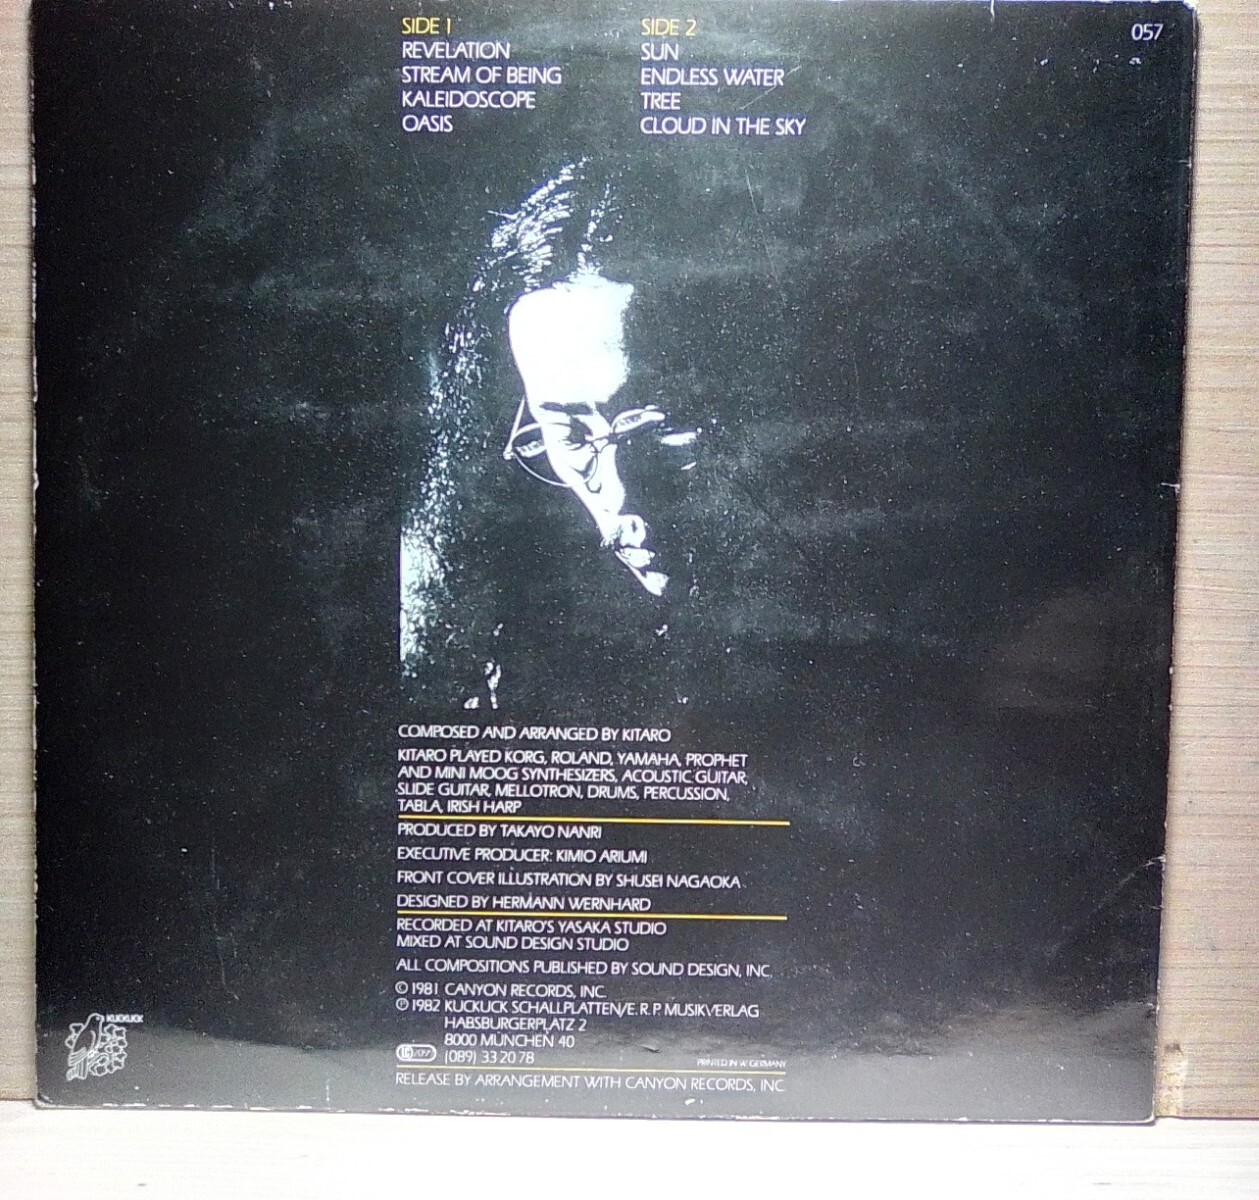 SIDE 1
REVELATION
STREAM OF BEING
KALEIDOSCOPE
OASIS
SIDE 2
SUN
ENDLESS WATER
TREE
CLOUD IN THE SKY
057
COMPOSED AND ARRANGED BY KITARO
KITARO PLAYED KORG, ROLAND, YAMAHA, PROPHET
AND MINI MOOG SYNTHESIZERS, ACOUSTIC GUITAR,
SLIDE GUITAR, MELLOTRON, DRUMS, PERCUSSION,
TABLA, IRISH HARP
PRODUCED BY TAKAYO NANRI
EXECUTIVE PRODUCER: KIMIO ARIUMI
FRONT COVER ILLUSTRATION BY SHUSEI NAGAOKA
DESIGNED BY HERMANN WERNHARD
RECORDED AT KITARO'S YASAKA STUDIO
MIXED AT SOUND DESIGN STUDIO
ALL COMPOSITIONS PUBLISHED BY SOUND DESIGN, INC.
© 1981 CANYON RECORDS, INC.
℗ 1982 KUCKUCK SCHALLPLATTEN/E.R.P. MUSIKVERLAG
HABSBURGERPLATZ 2
8000 MÜNCHEN 40
(089) 33 20 78
PRINTED IN W. GERMANY
RELEASE BY ARRANGEMENT WITH CANYON RECORDS, INC.
KUCKUCK